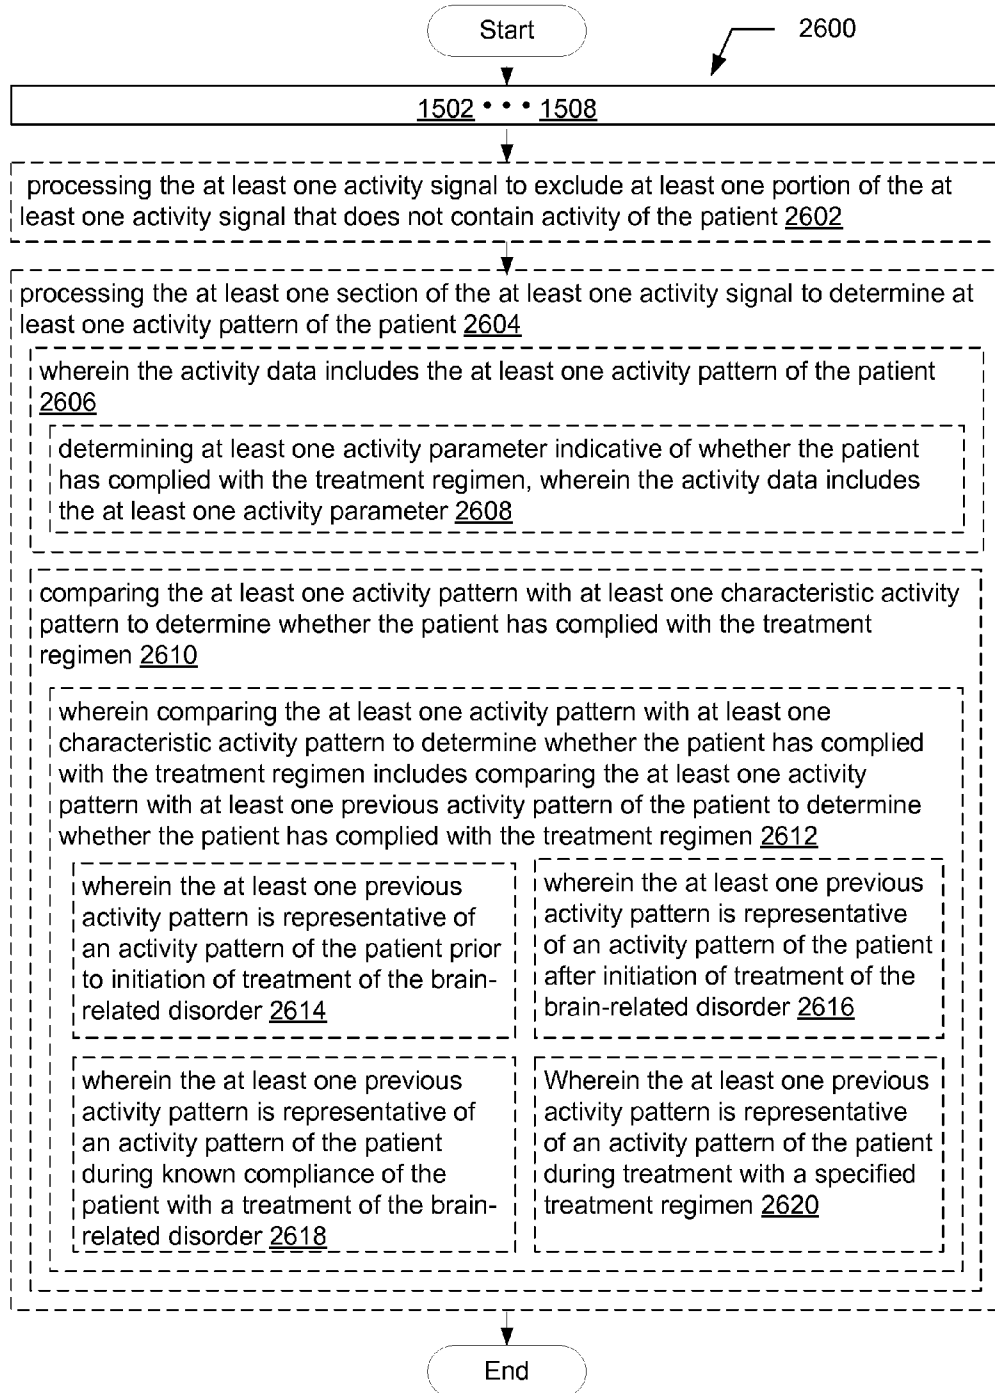 Start
2600
1502 • • • 1508
processing the at least one activity signal to exclude at least one portion of the at
least one activity signal that does not contain activity of the patient 2602
processing the at least one section of the at least one activity signal to determine at
least one activity pattern of the patient 2604
wherein the activity data includes the at least one activity pattern of the patient
2606
determining at least one activity parameter indicative of whether the patient
has complied with the treatment regimen, wherein the activity data includes
the at least one activity parameter 2608
comparing the at least one activity pattern with at least one characteristic activity
pattern to determine whether the patient has complied with the treatment
regimen 2610
wherein comparing the at least one activity pattern with at least one
characteristic activity pattern to determine whether the patient has complied
with the treatment regimen includes comparing the at least one activity
pattern with at least one previous activity pattern of the patient to determine
whether the patient has complied with the treatment regimen 2612
wherein the at least one previous
activity pattern is representative of
an activity pattern of the patient prior
to initiation of treatment of the brain-
related disorder 2614
wherein the at least one previous
activity pattern is representative
of an activity pattern of the patient
after initiation of treatment of the
brain-related disorder 2616
wherein the at least one previous
activity pattern is representative of
an activity pattern of the patient
during known compliance of the
patient with a treatment of the brain-
related disorder 2618
Wherein the at least one previous
activity pattern is representative
of an activity pattern of the patient
during treatment with a specified
treatment regimen 2620
End